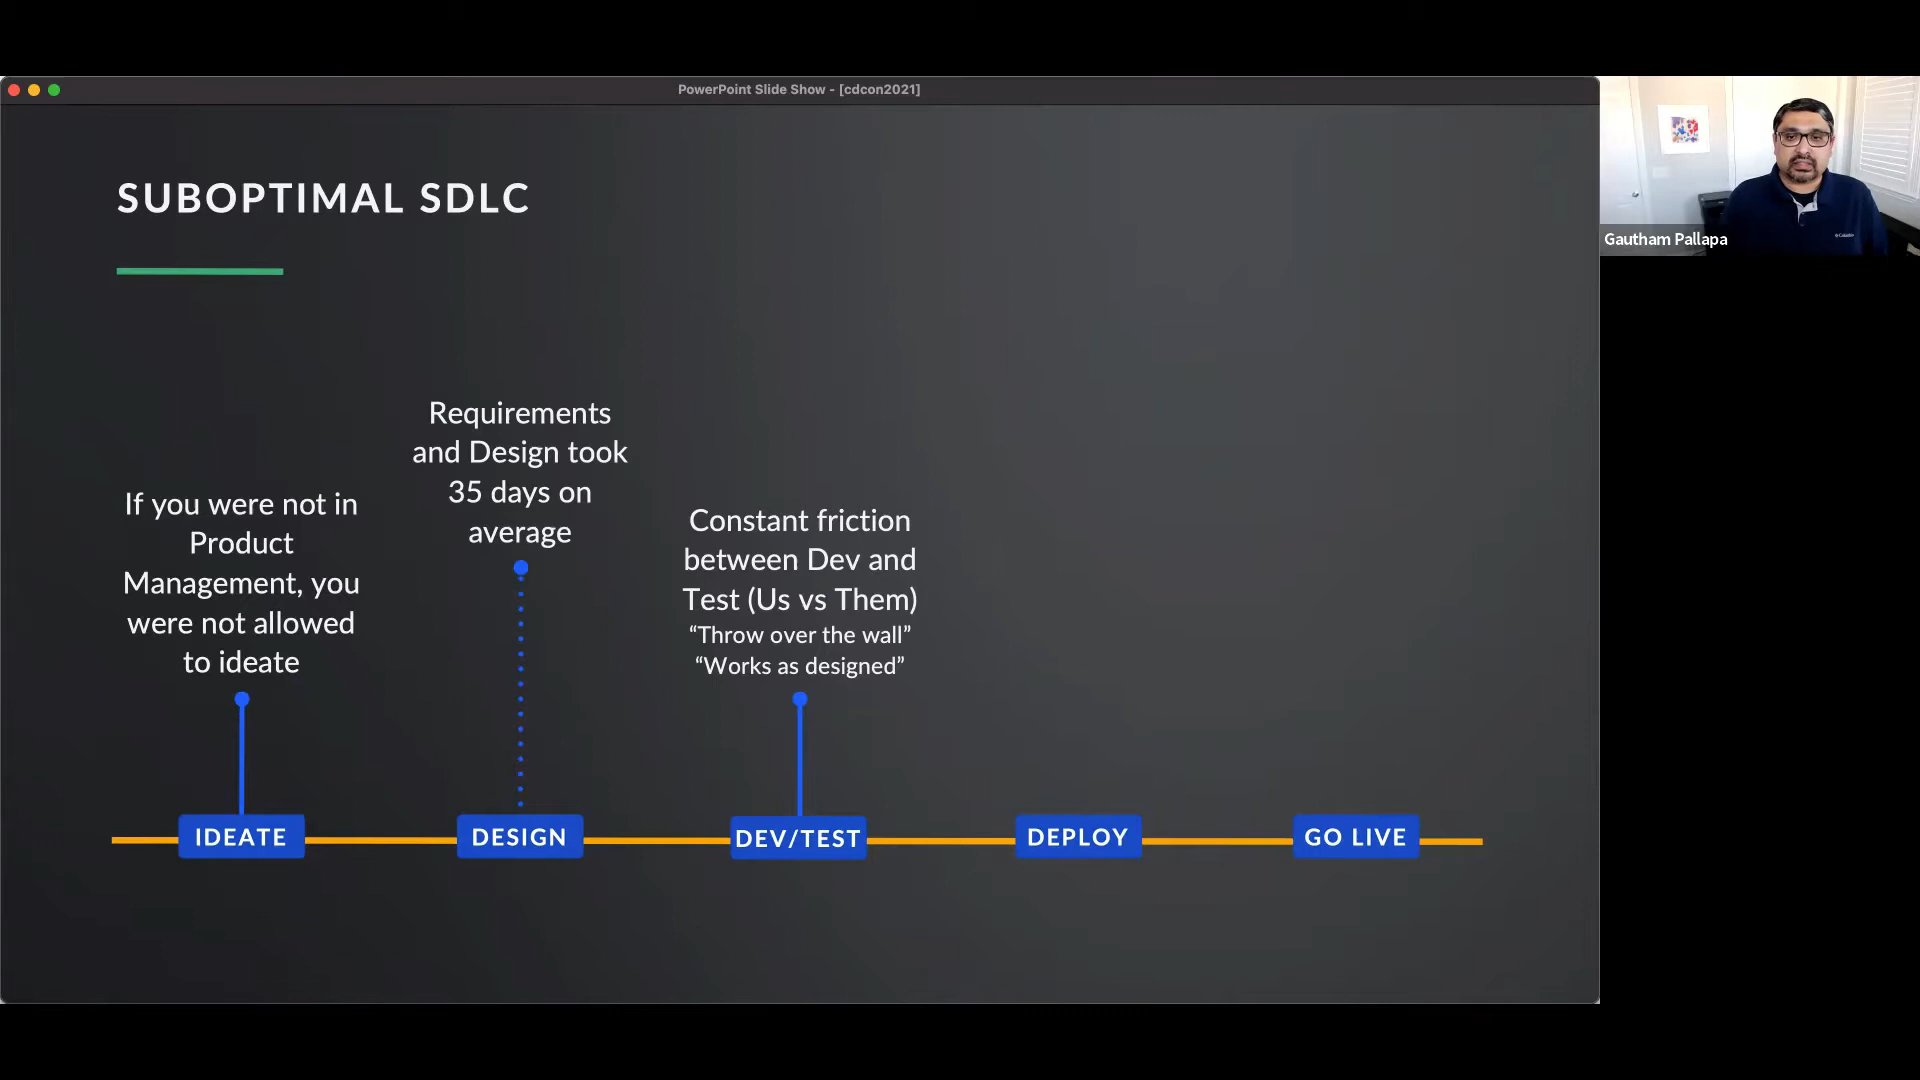 PowerPoint Slide Show - [cdcon2021]
SUBOPTIMAL SDLC
If you were not in
Product
Management, you
were not allowed
to ideate
Requirements
and Design took
35 days on
average
Constant friction
between Dev and
Test (Us vs Them)
“Throw over the wall”
“Works as designed”
IDEATE
DESIGN
DEV/TEST
DEPLOY
GO LIVE
Gautham Pallapa